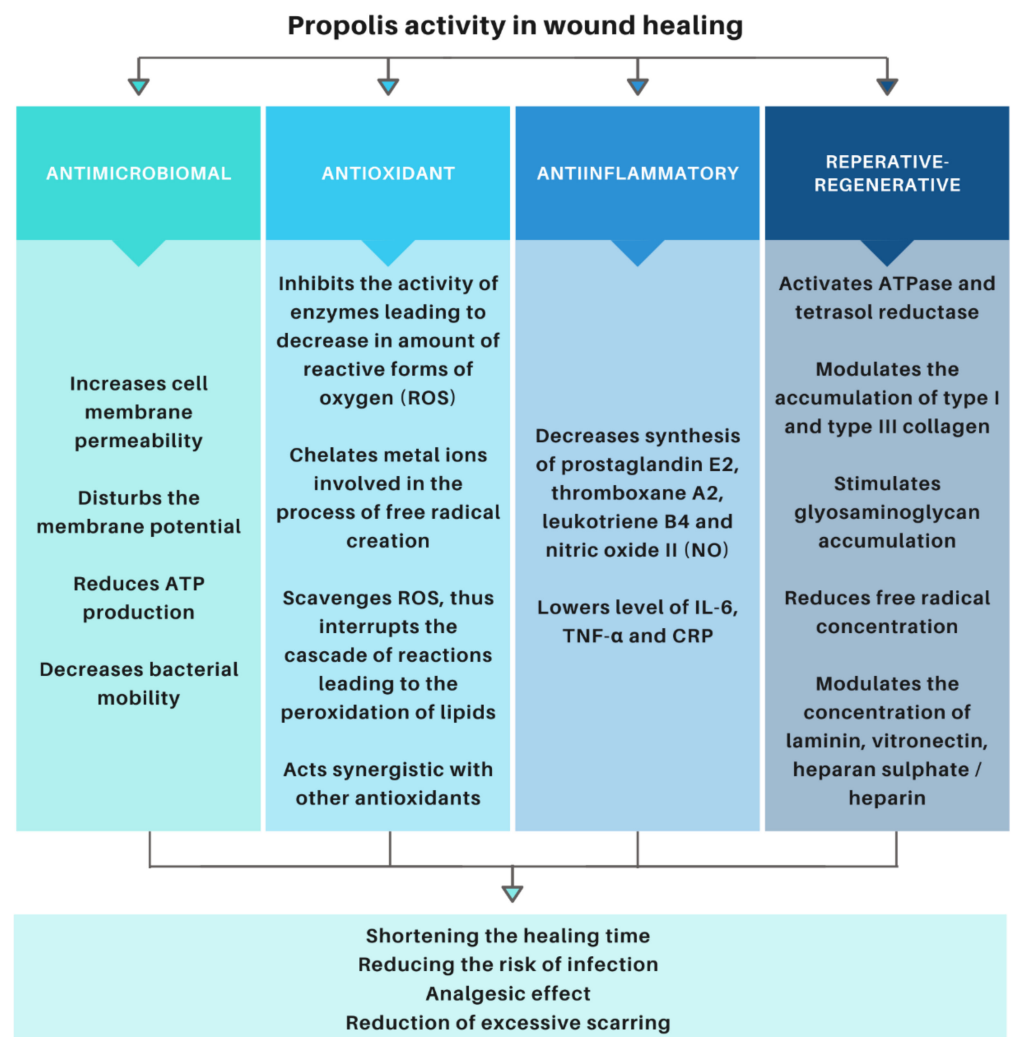 Propolis activity in wound healing
ANTIMICROBIOMAL
Increases cell
membrane
permeability
Disturbs the
membrane potential
Reduces ATP
production
Decreases bacterial
mobility
ANTIOXIDANT
Inhibits the activity of
enzymes leading to
decrease in amount of
reactive forms of
oxygen (ROS)
Chelates metal ions
involved in the
process of free radical
creation
Scavenges ROS, thus
interrupts the
cascade of reactions
leading to the
peroxidation of lipids
Acts synergistic with
other antioxidants
ANTIINFLAMMATORY
Decreases synthesis
of prostaglandin E2,
thromboxane A2,
leukotriene B4 and
nitric oxide II (NO)
Lowers level of IL-6,
TNF-α and CRP
REPERATIVE-
REGENERATIVE
Activates ATPase and
tetrasol reductase
Modulates the
accumulation of type I
and type III collagen
Stimulates
glyosaminoglycan
accumulation
Reduces free radical
concentration
Modulates the
concentration of
laminin, vitronectin,
heparan sulphate /
heparin
Shortening the healing time
Reducing the risk of infection
Analgesic effect
Reduction of excessive scarring